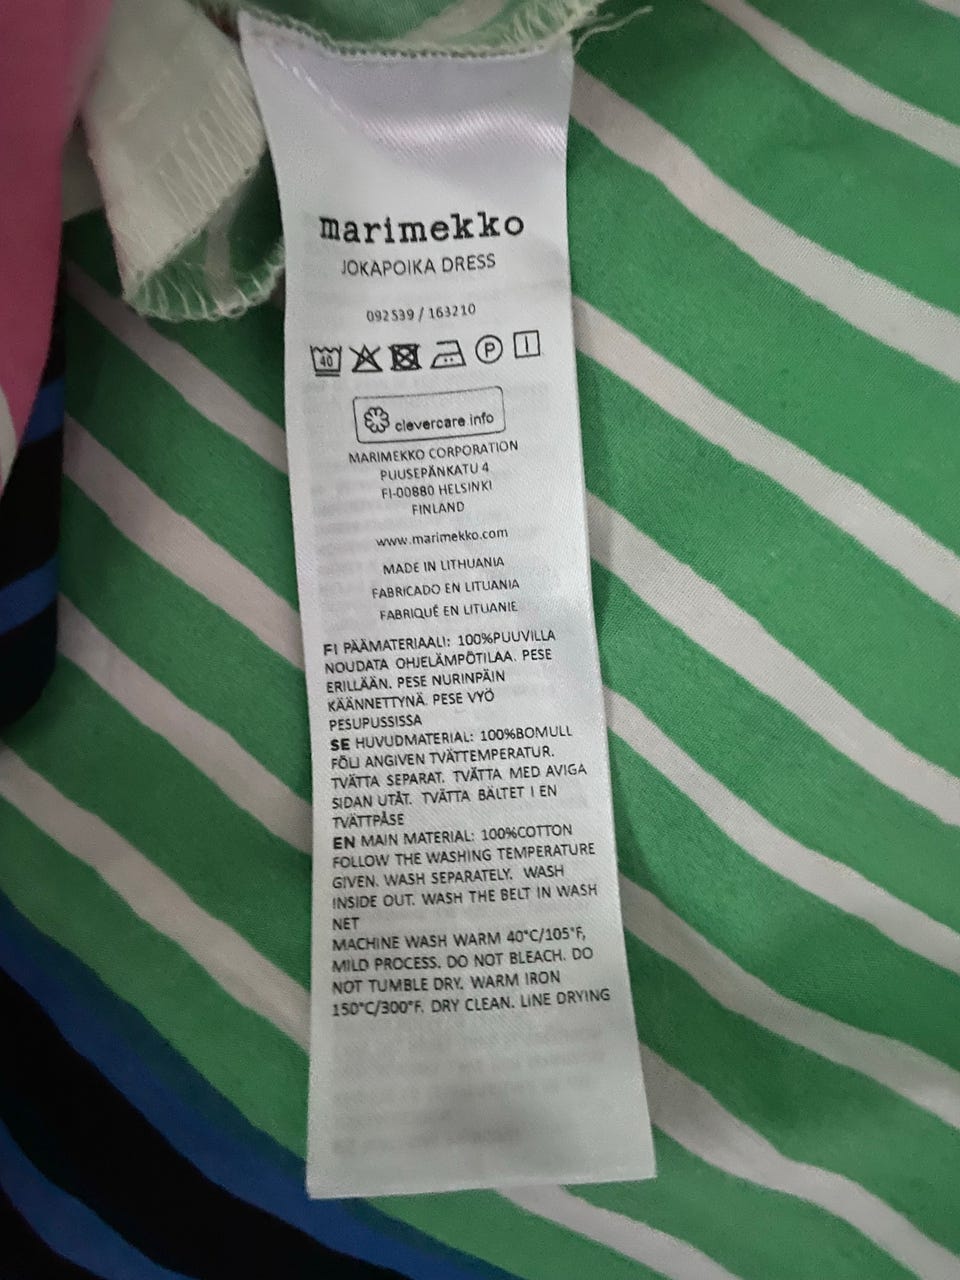 marimekko
JOKAPOIKA DRESS
092539 / 163210
40
P
clevercare.info
MARIMEKKO CORPORATION
PUUSEPÄNKATU 4
FI-00880 HELSINKI
FINLAND
www.marimekko.com
MADE IN LITHUANIA
FABRICADO EN LITUANIA
FABRIQUÉ EN LITUANIE
FI PÄÄMATERIAALI: 100%PUUVILLA
NOUDATA OHJELÄMPÖTILAA. PESE
ERILLÄÄN. PESE NURINPÄIN
KÄÄNNETTYNÄ. PESE VYÖ
PESUPUSSISSA
SE HUVUDMATERIAL: 100%BOMULL
FÖLJ ANGIVEN TVÄTTEMPERATUR.
TVÄTTA SEPARAT. TVÄTTA MED AVIGA
SIDAN UTÅT. TVÄTTA BÄLTET I EN
TVÄTTPÅSE
EN MAIN MATERIAL: 100%COTTON
FOLLOW THE WASHING TEMPERATURE
GIVEN. WASH SEPARATELY. WASH
INSIDE OUT. WASH THE BELT IN WASH
NET
MACHINE WASH WARM 40°C/105°F,
MILD PROCESS. DO NOT BLEACH. DO
NOT TUMBLE DRY. WARM IRON
150°C/300°F. DRY CLEAN. LINE DRYING